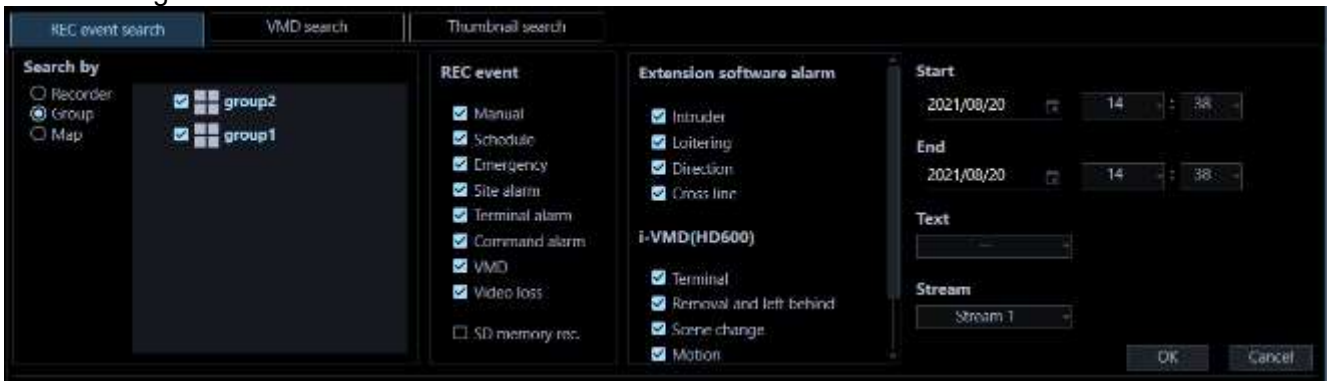 REC event search
VMD search
Thumbnail search
Search by
Recorder
Group
Map
group2
group1
REC event
Manual
Schedule
Emergency
Site alarm
Terminal alarm
Command alarm
VMD
Video loss
SD memory rec.
Extension software alarm
Intruder
Loitering
Direction
Cross line
i-VMD(HD600)
Terminal
Removal and left behind
Scene change
Motion
Start
2021/08/20 14 : 38
End
2021/08/20 14 : 38
Text
---
Stream
Stream 1
OK Cancel